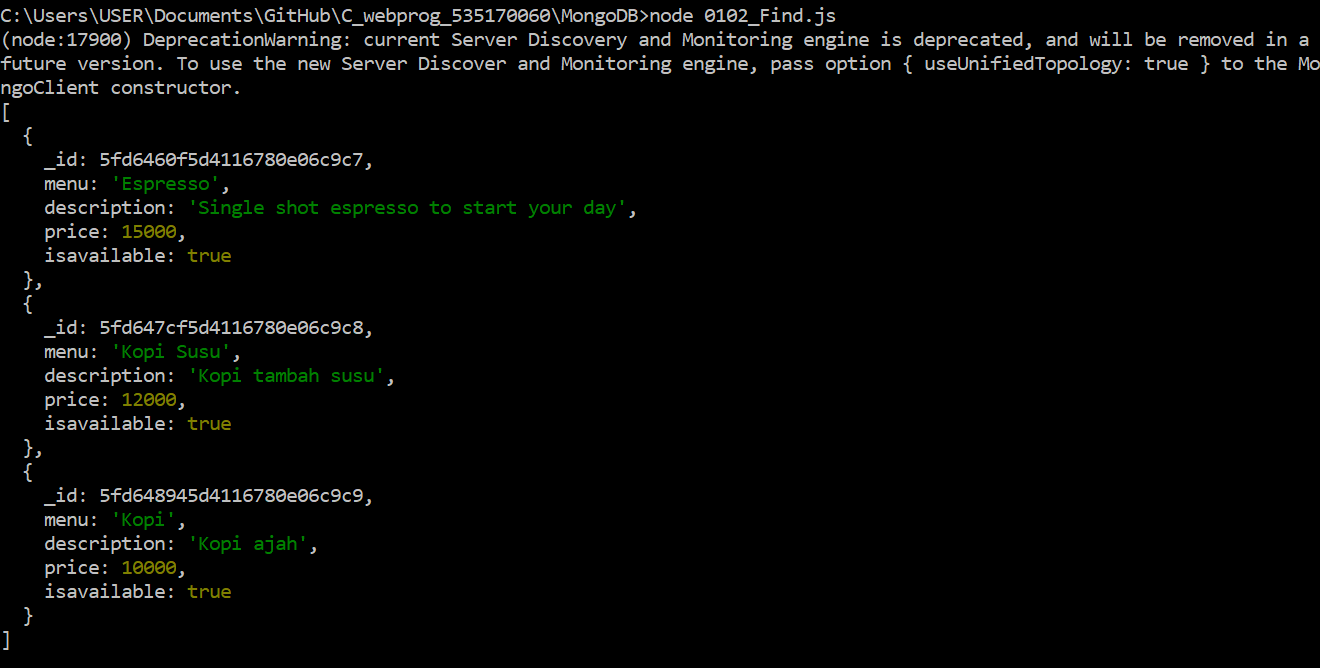 C:\Users\USER\Documents\GitHub\C_webprog_535170060\MongoDB>node 0102_Find.js
(node:17900) DeprecationWarning: current Server Discovery and Monitoring engine is deprecated, and will be removed in a
future version. To use the new Server Discover and Monitoring engine, pass option { useUnifiedTopology: true } to the Mo
ngoClient constructor.
[
  {
    _id: 5fd6460f5d4116780e06c9c7,
    menu: 'Espresso',
    description: 'Single shot espresso to start your day',
    price: 15000,
    isavailable: true
  },
  {
    _id: 5fd647cf5d4116780e06c9c8,
    menu: 'Kopi Susu',
    description: 'Kopi tambah susu',
    price: 12000,
    isavailable: true
  },
  {
    _id: 5fd648945d4116780e06c9c9,
    menu: 'Kopi',
    description: 'Kopi ajah',
    price: 10000,
    isavailable: true
  }
]